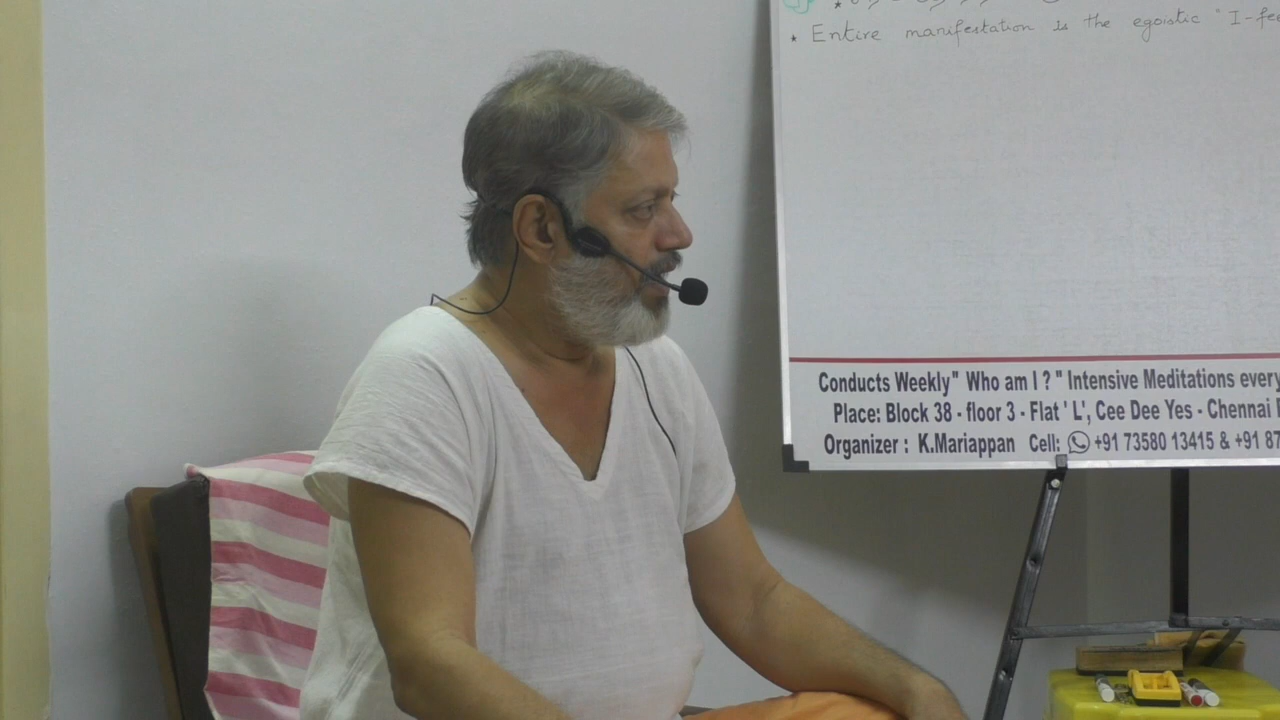 * Entire manifestation is the egoistic "I-fee
Conducts Weekly" Who am I ? " Intensive Meditations every
Place: Block 38 - floor 3 - Flat ' L', Cee Dee Yes - Chennai
Organizer : K.Mariappan Cell: +91 73580 13415 & +91 87